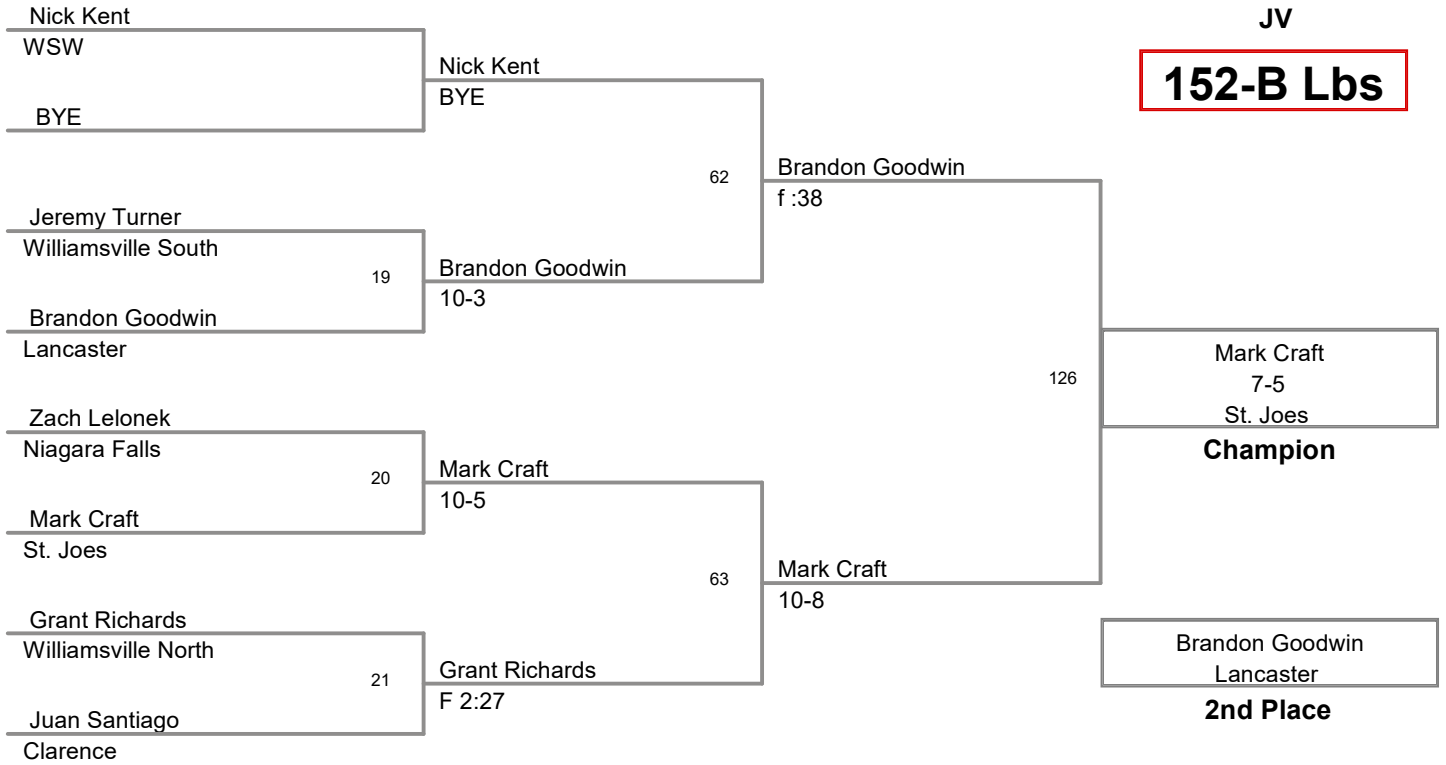 Nick Kent
WSW
BYE
Jeremy Turner
Williamsville South
19
Brandon Goodwin
Lancaster
Zach Lelonek
Niagara Falls
20
Mark Craft
St. Joes
Grant Richards
Williamsville North
21
Juan Santiago
Clarence
Nick Kent
BYE
62
Brandon Goodwin
10-3
Mark Craft
10-5
63
Grant Richards
F 2:27
Brandon Goodwin
f :38
126
Mark Craft
10-8
JV
152-B Lbs
Mark Craft
7-5
St. Joes
Champion
Brandon Goodwin
Lancaster
2nd Place